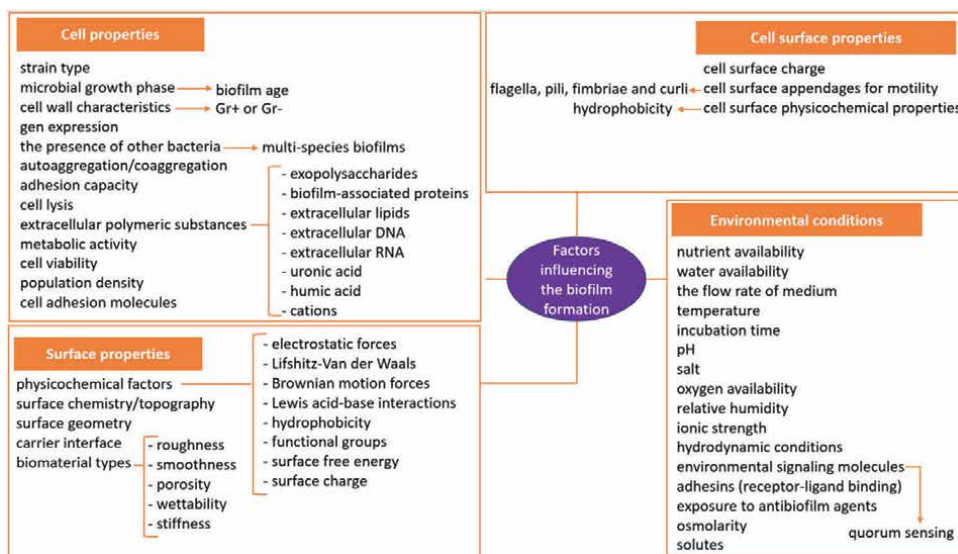 Cell properties
strain type
microbial growth phase
biofilm age
cell wall characteristics
Gr+ or Gr-
gen expression
the presence of other bacteria
multi-species biofilms
autoaggregation/coaggregation
adhesion capacity
cell lysis
extracellular polymeric substances
metabolic activity
cell viability
population density
cell adhesion molecules
- exopolysaccharides
- biofilm-associated proteins
- extracellular lipids
- extracellular DNA
- extracellular RNA
- uronic acid
- humic acid
- cations
Cell surface properties
cell surface charge
flagella, pili, fimbriae and curli
cell surface appendages for motility
hydrophobicity
cell surface physicochemical properties
Factors
influencing
the biofilm
formation
Surface properties
physicochemical factors
surface chemistry/topography
surface geometry
carrier interface
biomaterial types
- roughness
- smoothness
- porosity
- wettability
- stiffness
- electrostatic forces
- Lifshitz-Van der Waals
- Brownian motion forces
- Lewis acid-base interactions
- hydrophobicity
- functional groups
- surface free energy
- surface charge
Environmental conditions
nutrient availability
water availability
the flow rate of medium
temperature
incubation time
pH
salt
oxygen availability
relative humidity
ionic strength
hydrodynamic conditions
environmental signaling molecules
adhesins (receptor-ligand binding)
exposure to antibiofilm agents
osmolarity
solutes
quorum sensing